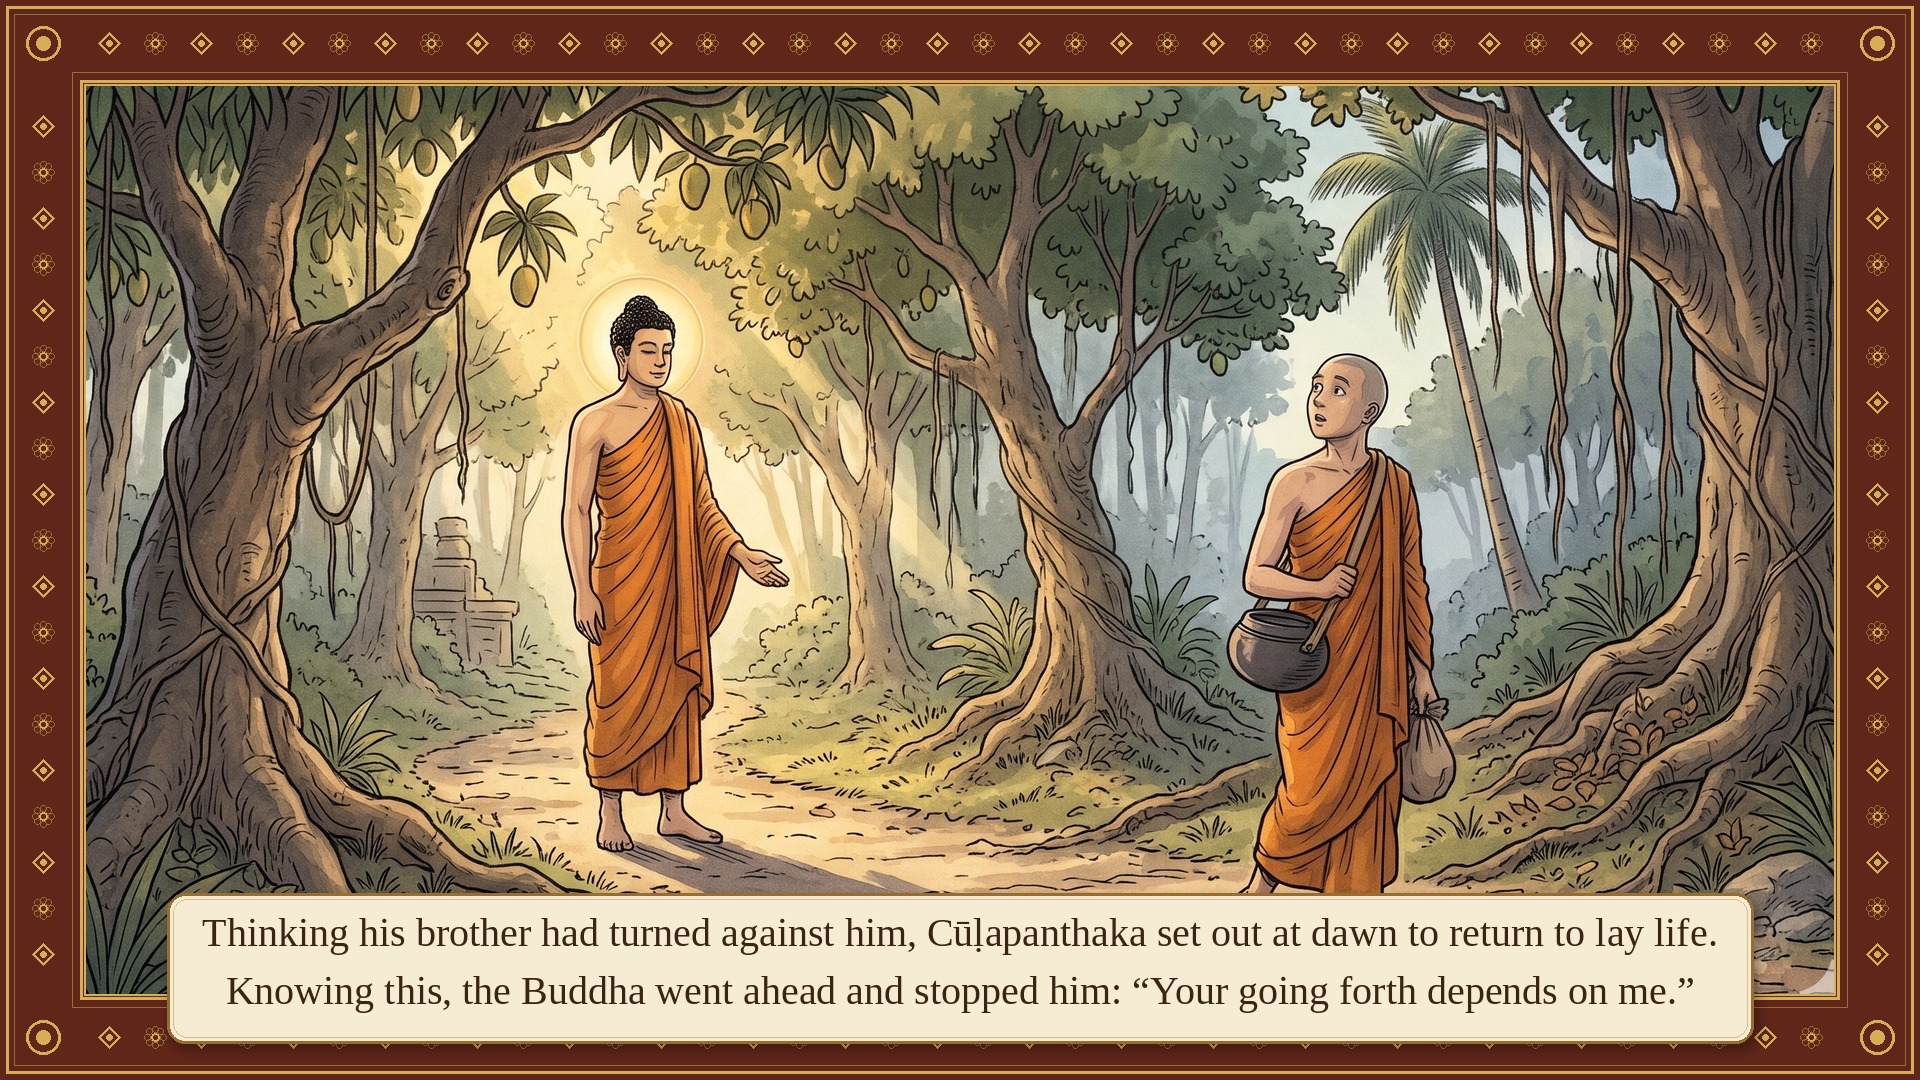 Thinking his brother had turned against him, Cūḷapanthaka set out at dawn to return to lay life.
Knowing this, the Buddha went ahead and stopped him: “Your going forth depends on me.”